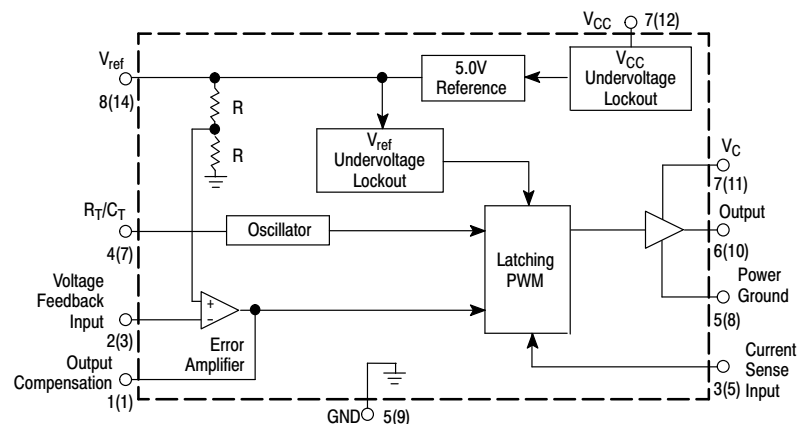 VCC 7(12)
Vref
8(14)
R
R
5.0V
Reference
VCC
Undervoltage
Lockout
Vref
Undervoltage
Lockout
VC
7(11)
RT/CT
4(7)
Oscillator
Latching
PWM
Output
6(10)
Voltage
Feedback
Input
2(3)
+
–
Error
Amplifier
Power
Ground
5(8)
Output
Compensation
1(1)
Current
Sense
Input
3(5)
GND 5(9)